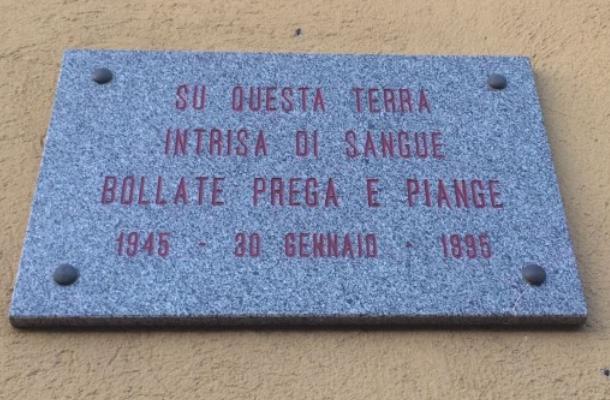 SU QUESTA TERRA
INTRISA DI SANGUE
BOLLATE PREGA E PIANGE
1945 - 30 GENNAIO - 1995